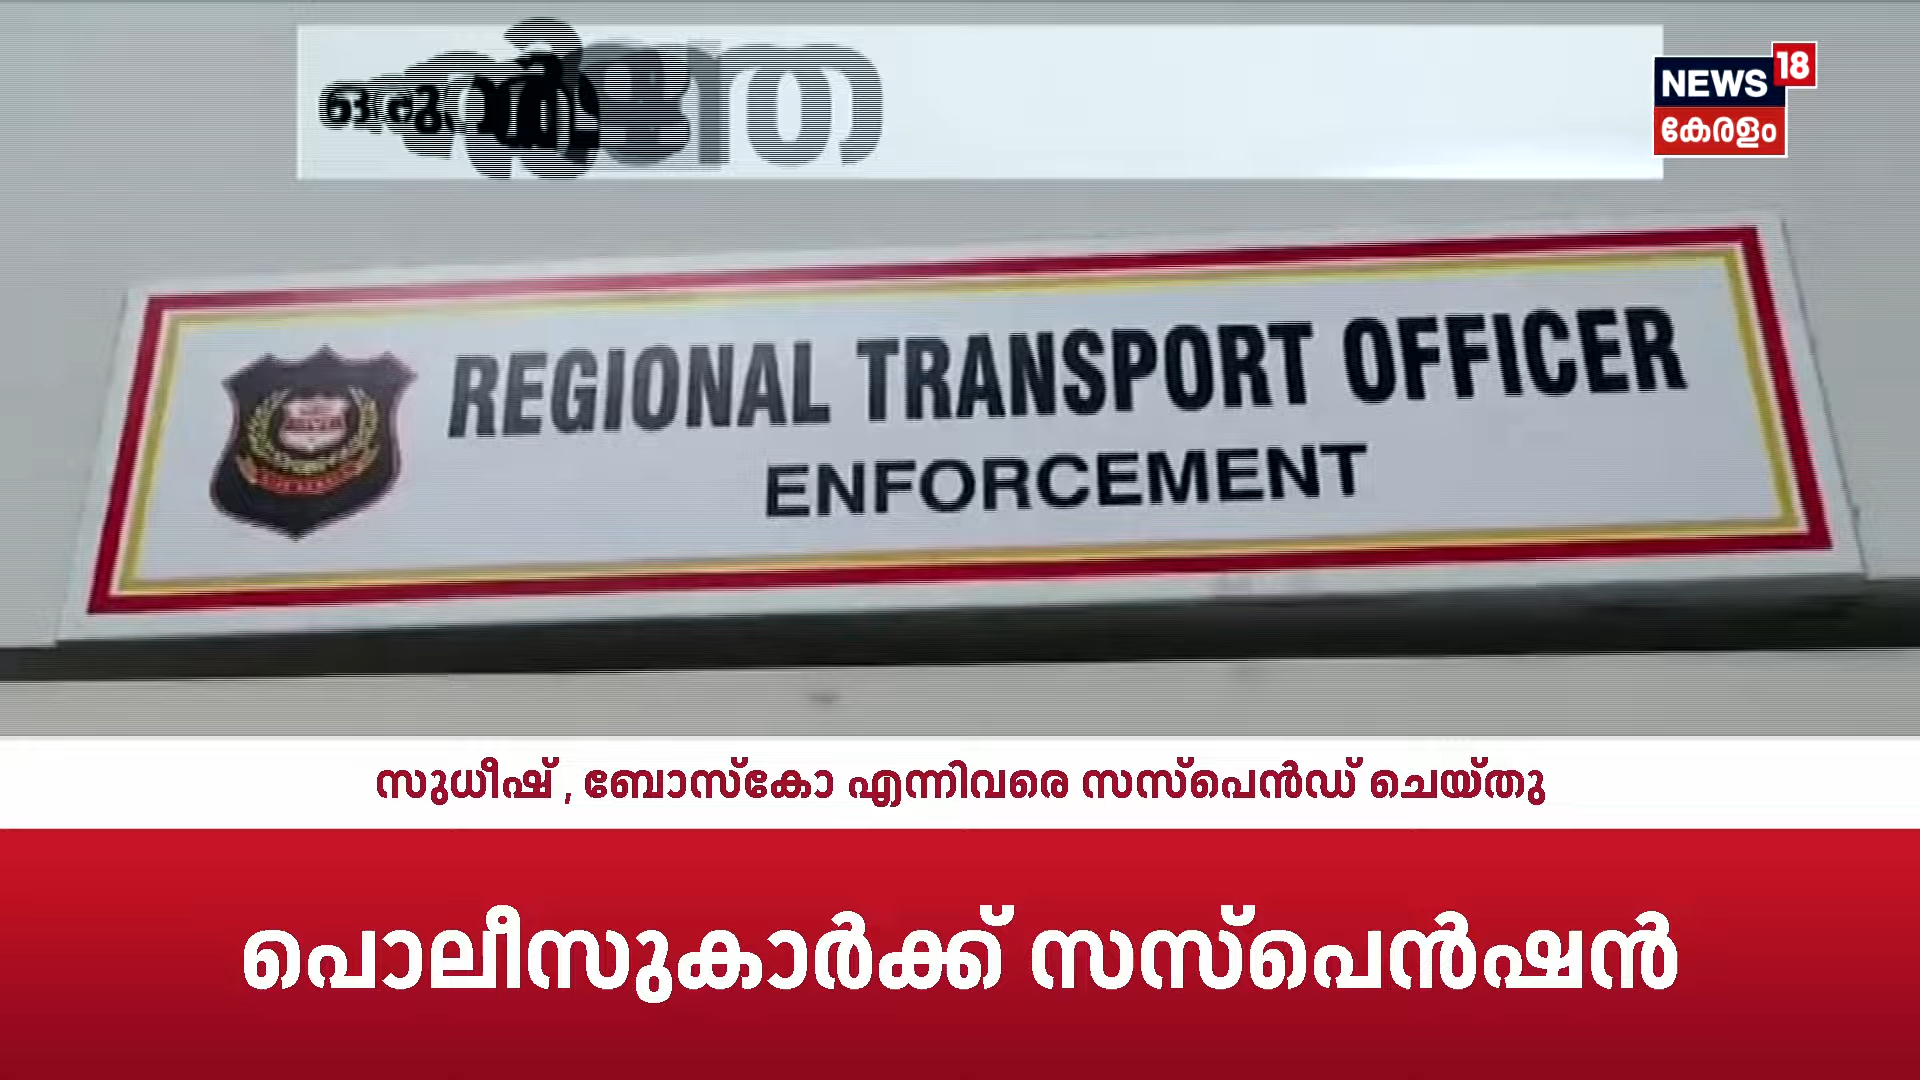 NEWS 18
കേരളം
REGIONAL TRANSPORT OFFICER
ENFORCEMENT
സുധീഷ് , ബോസ്കോ എന്നിവരെ സസ്പെൻഡ് ചെയ്തു
പൊലീസുകാർക്ക് സസ്പെൻഷൻ